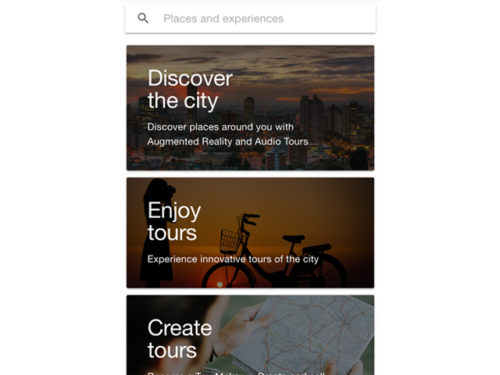 Places and experiences
Discover
the city
Discover places around you with
Augmented Reality and Audio Tours
Enjoy
tours
Experience innovative tours of the city
Create
tours